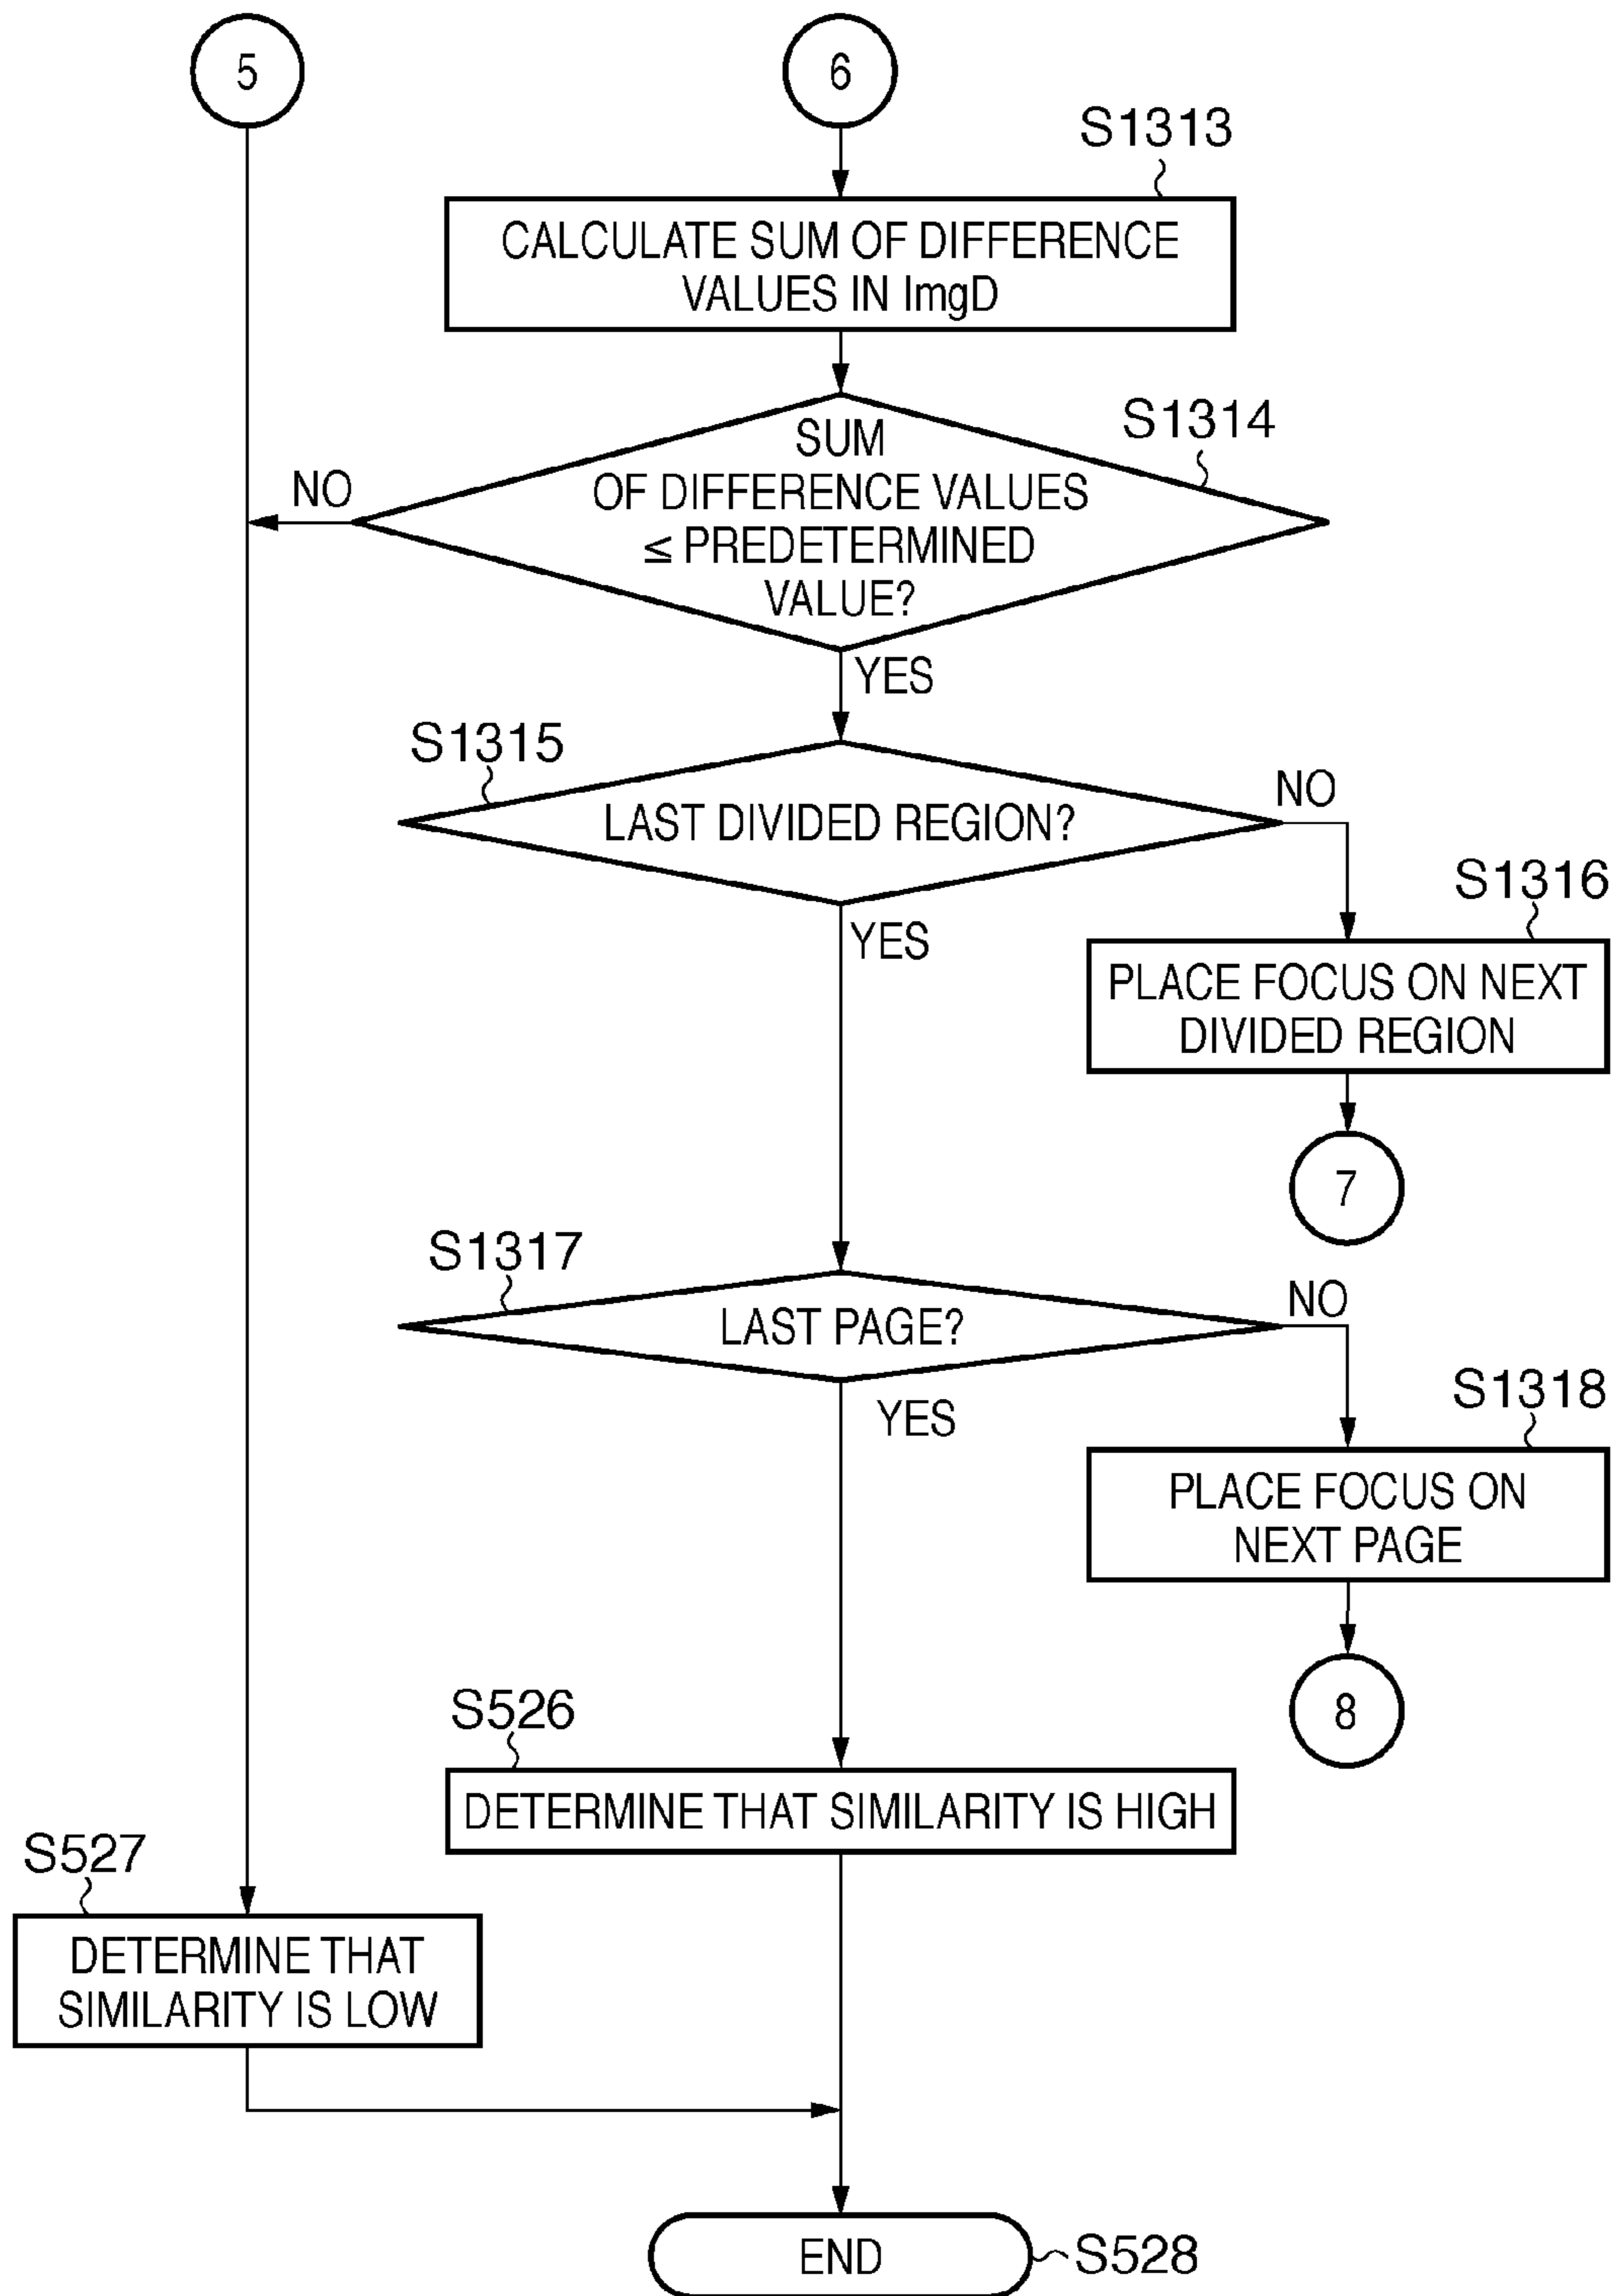 5
6
S1313
CALCULATE SUM OF DIFFERENCE
VALUES IN ImgD
S1314
SUM
OF DIFFERENCE VALUES
≤ PREDETERMINED
VALUE?
NO
YES
S1315
LAST DIVIDED REGION?
NO
YES
S1316
PLACE FOCUS ON NEXT
DIVIDED REGION
7
S1317
LAST PAGE?
NO
YES
S1318
PLACE FOCUS ON
NEXT PAGE
8
S526
DETERMINE THAT SIMILARITY IS HIGH
S527
DETERMINE THAT
SIMILARITY IS LOW
END
S528